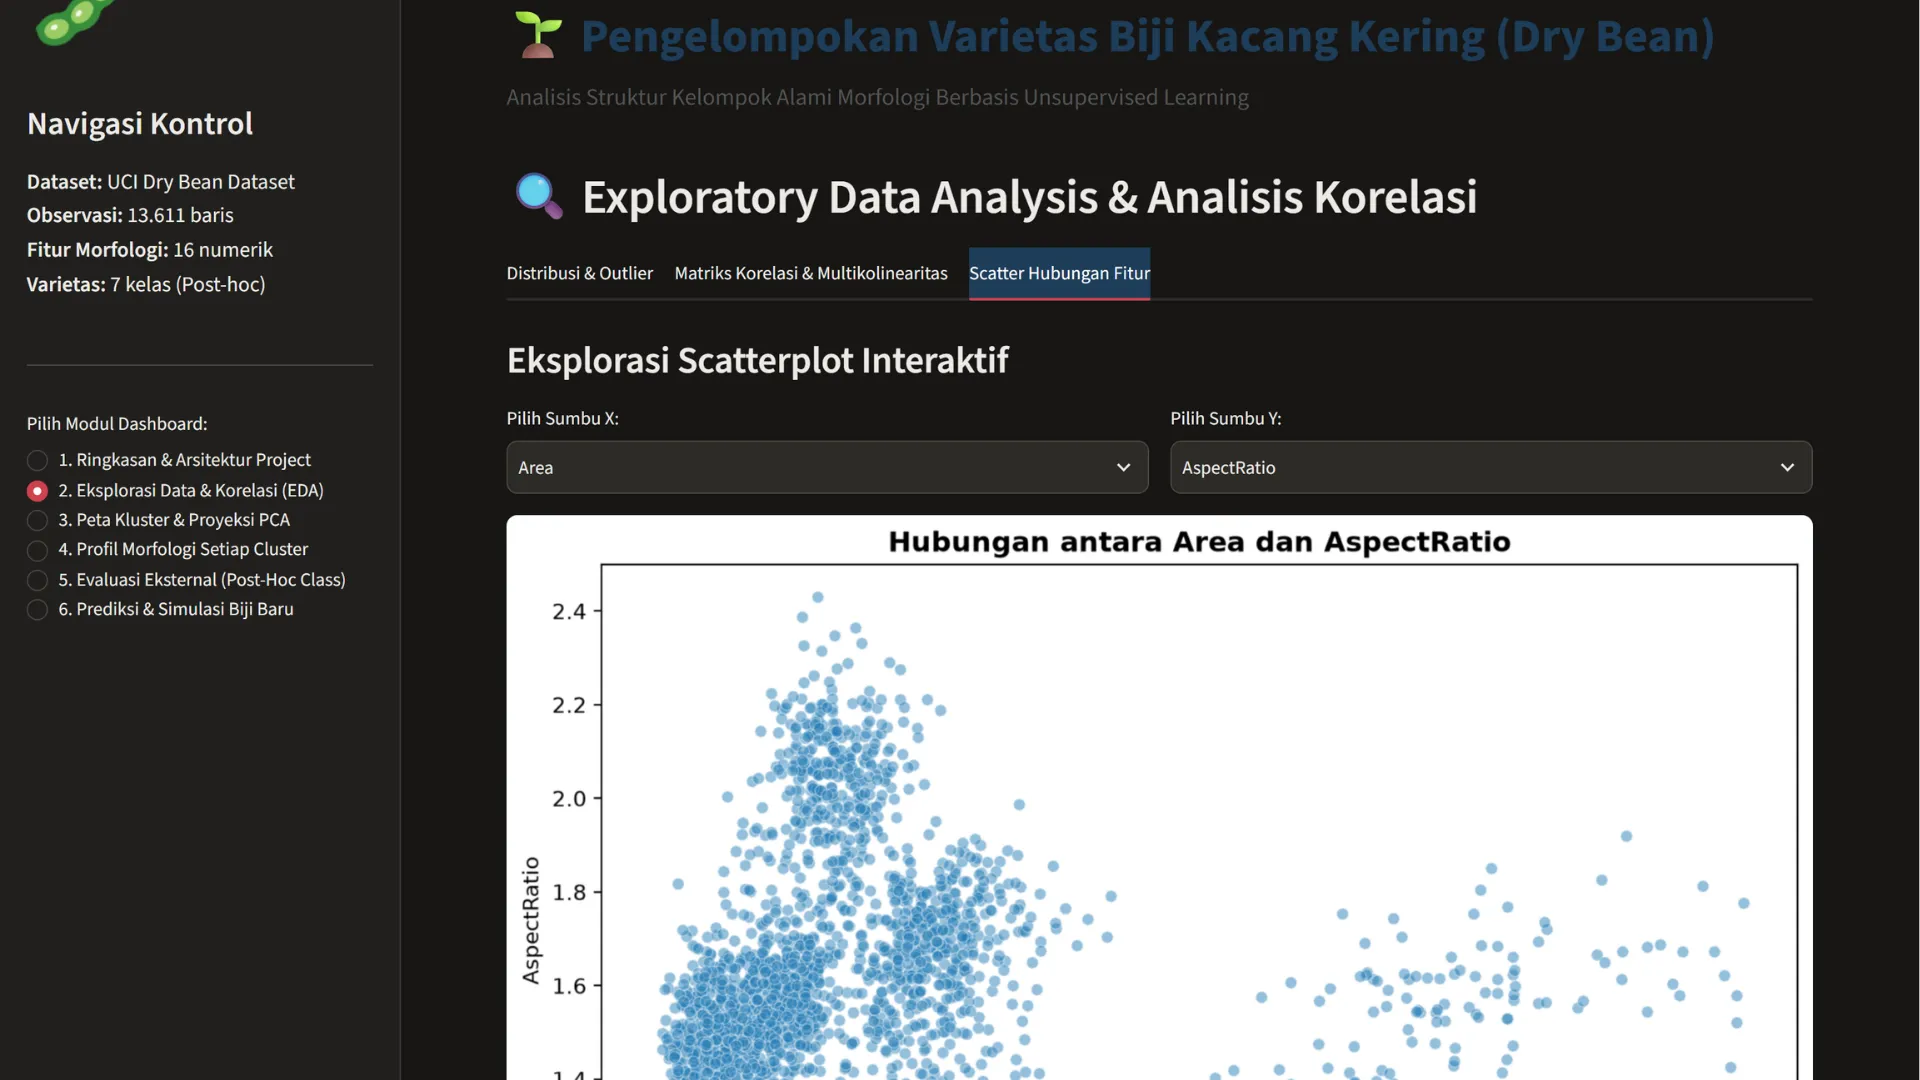 Navigasi Kontrol
Dataset: UCI Dry Bean Dataset
Observasi: 13.611 baris
Fitur Morfologi: 16 numerik
Varietas: 7 kelas (Post-hoc)
Pilih Modul Dashboard:
1. Ringkasan & Arsitektur Project
2. Eksplorasi Data & Korelasi (EDA)
3. Peta Kluster & Proyeksi PCA
4. Profil Morfologi Setiap Cluster
5. Evaluasi Eksternal (Post-Hoc Class)
6. Prediksi & Simulasi Biji Baru
Pengelompokan Varietas Biji Kacang Kering (Dry Bean)
Analisis Struktur Kelompok Alami Morfologi Berbasis Unsupervised Learning
Exploratory Data Analysis & Analisis Korelasi
Distribusi & Outlier
Matriks Korelasi & Multikolinearitas
Scatter Hubungan Fitur
Eksplorasi Scatterplot Interaktif
Pilih Sumbu X:
Area
Pilih Sumbu Y:
AspectRatio
Hubungan antara Area dan AspectRatio
2.4
2.2
2.0
1.8
1.6
1.4
AspectRatio